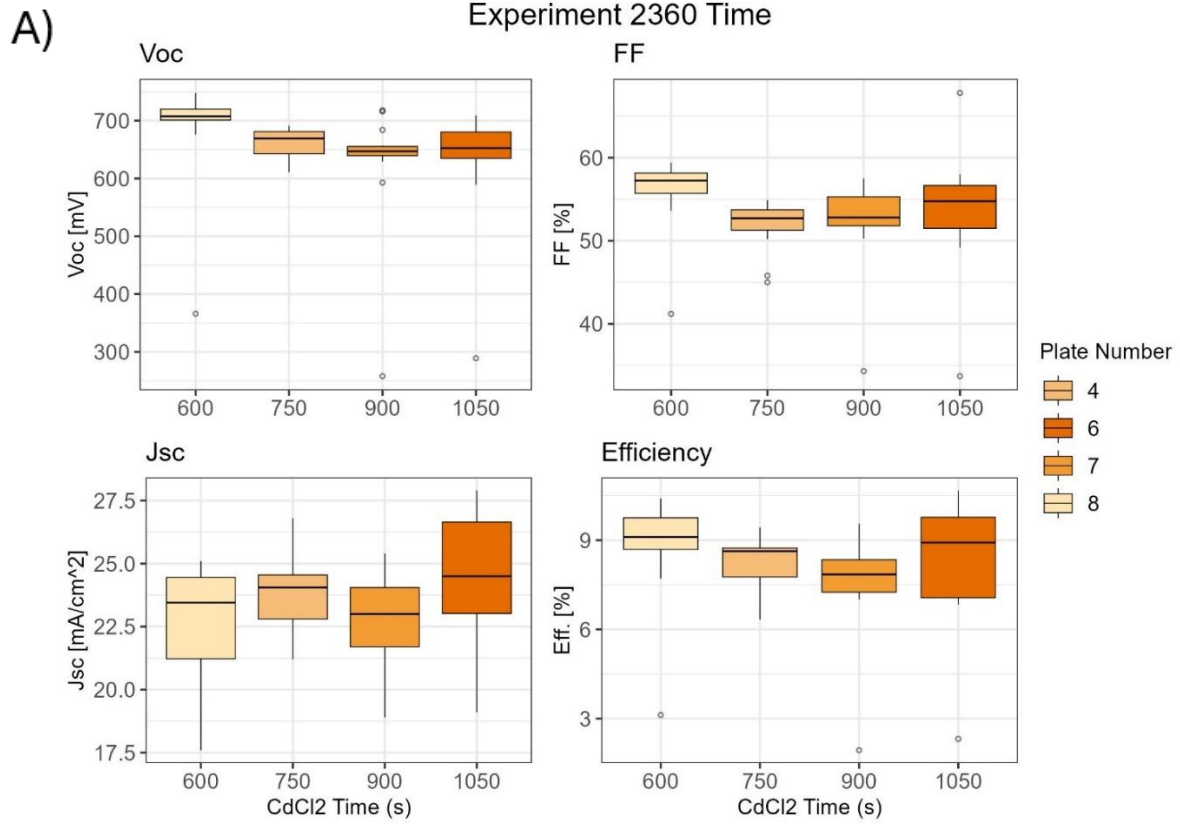 A)
Experiment 2360 Time
Voc
Voc [mV]
700
600
500
400
300
600 750 900 1050
FF
FF [%]
60
50
40
600 750 900 1050
Jsc
Jsc [mA/cm^2]
27.5
25.0
22.5
20.0
17.5
600 750 900 1050
CdCl2 Time (s)
Efficiency
Eff. [%]
9
6
3
600 750 900 1050
CdCl2 Time (s)
Plate Number
4
6
7
8